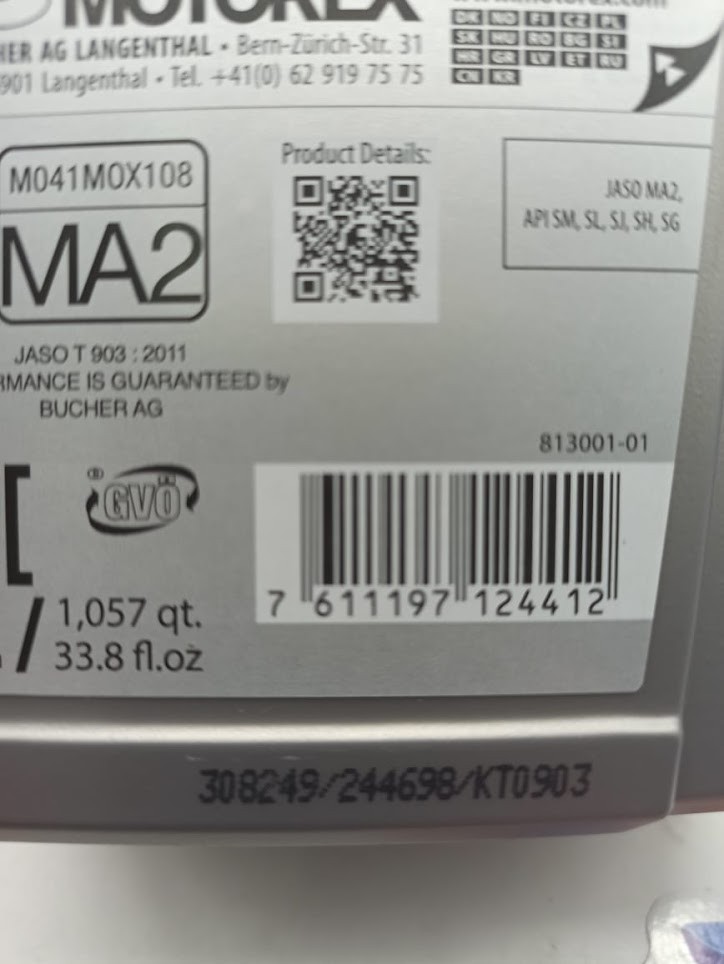 MOTOREX
DK NO FI CZ PL
SK HU RO BG SI
HR GR LV ET RU
CN KR
HER AG LANGENTHAL • Bern-Zürich-Str. 31
901 Langenthal • Tel. +41(0) 62 919 75 75
M041MOX108
MA2
Product Details:
JASO MA2,
API SM, SL, SJ, SH, SG
JASO T 903 : 2011
RMANCE IS GUARANTEED by
BUCHER AG
813001-01
® GVÖ
7 611197 124412
1,057 qt.
/ 33.8 fl.oz
308249/244698/KT0903